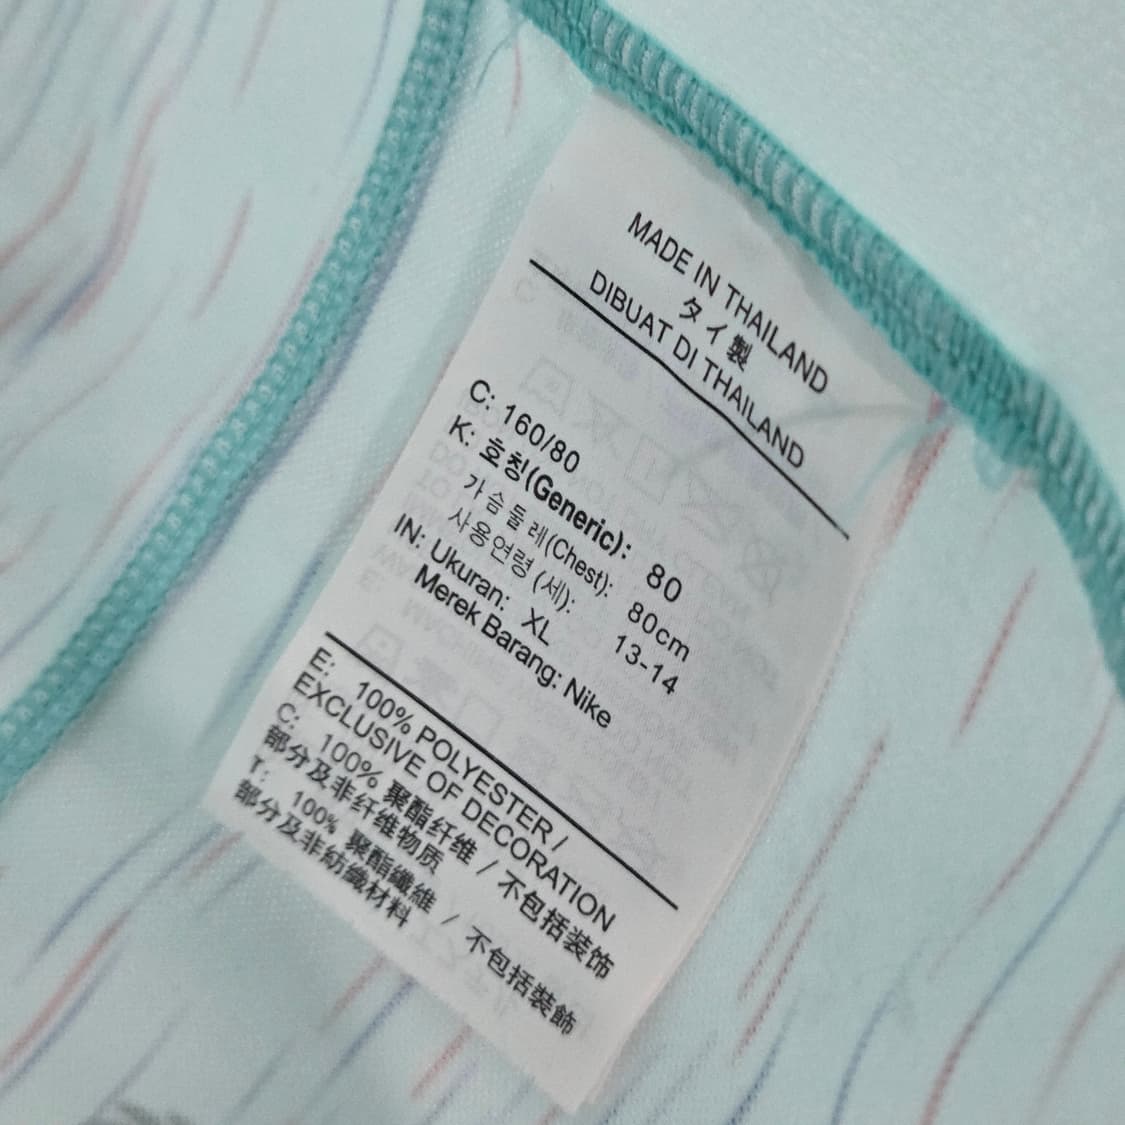 MADE IN THAILAND
タイ製
DIBUAT DI THAILAND
C: 160/80
K: 호칭(Generic): 80
가슴둘레(Chest): 80cm
사용연령(세): 13-14
IN: Ukuran: XL
Merek Barang: Nike
E: 100% POLYESTER /
EXCLUSIVE OF DECORATION
C: 100% 聚酯纤维 / 不包括装饰
部分及非纤维物质
T: 100% 聚酯纖維 / 不包括裝飾
部分及非紡織材料